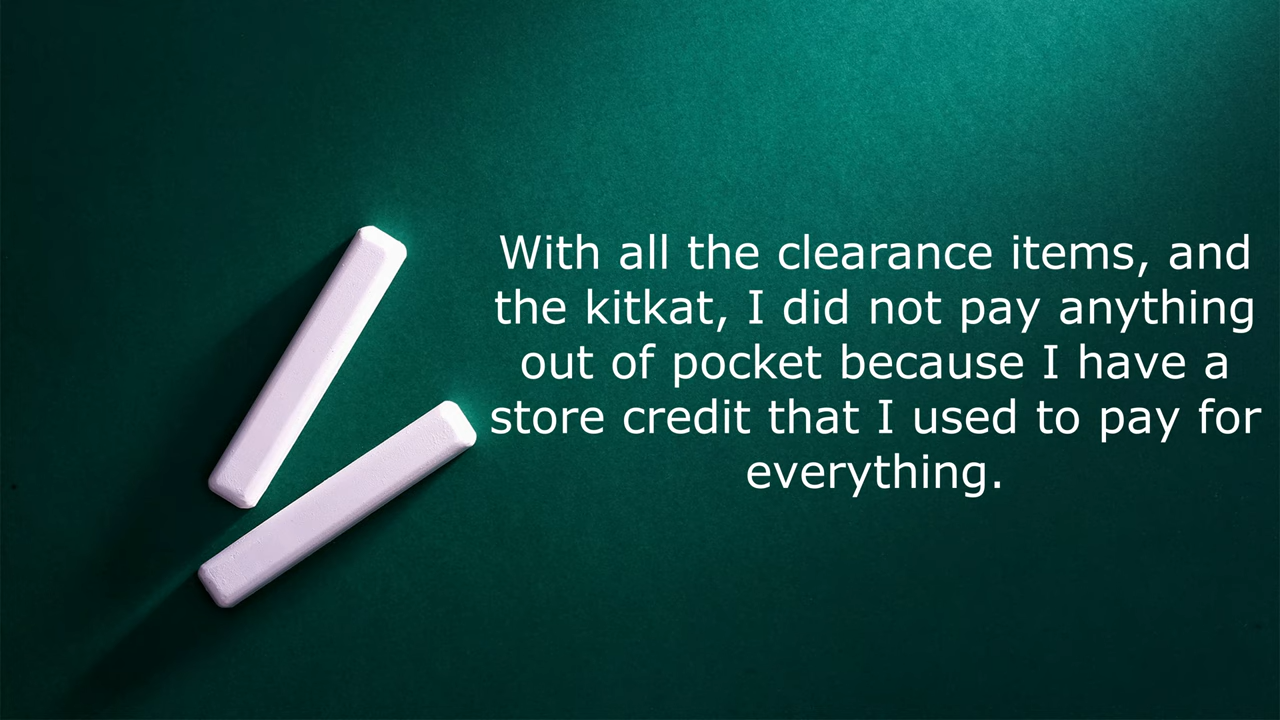 With all the clearance items, and
the kitkat, I did not pay anything
out of pocket because I have a
store credit that I used to pay for
everything.